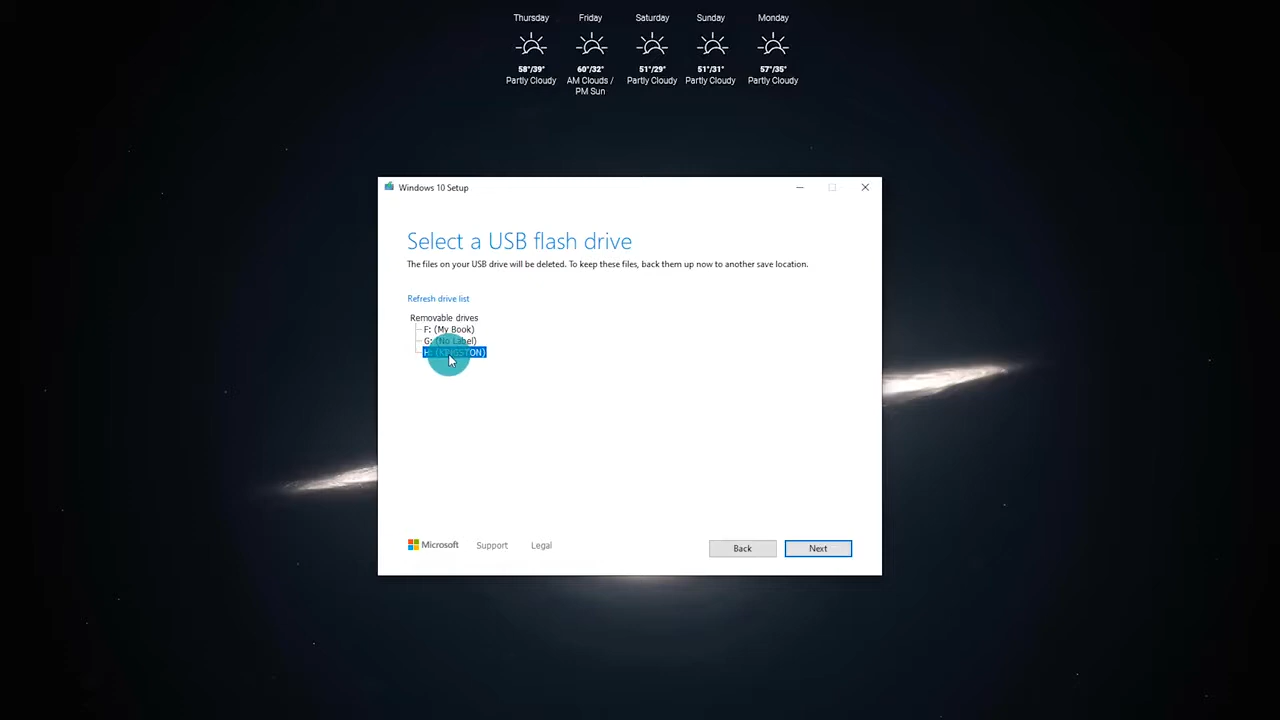 Thursday Friday Saturday Sunday Monday
58°/39° 60°/32° 51°/29° 51°/31° 57°/35°
Partly Cloudy AM Clouds / Partly Cloudy Partly Cloudy Partly Cloudy
PM Sun
Windows 10 Setup
Select a USB flash drive
The files on your USB drive will be deleted. To keep these files, back them up now to another save location.
Refresh drive list
Removable drives
F: (My Book)
G: (No Label)
H: (KINGSTON)
Microsoft Support Legal Back Next